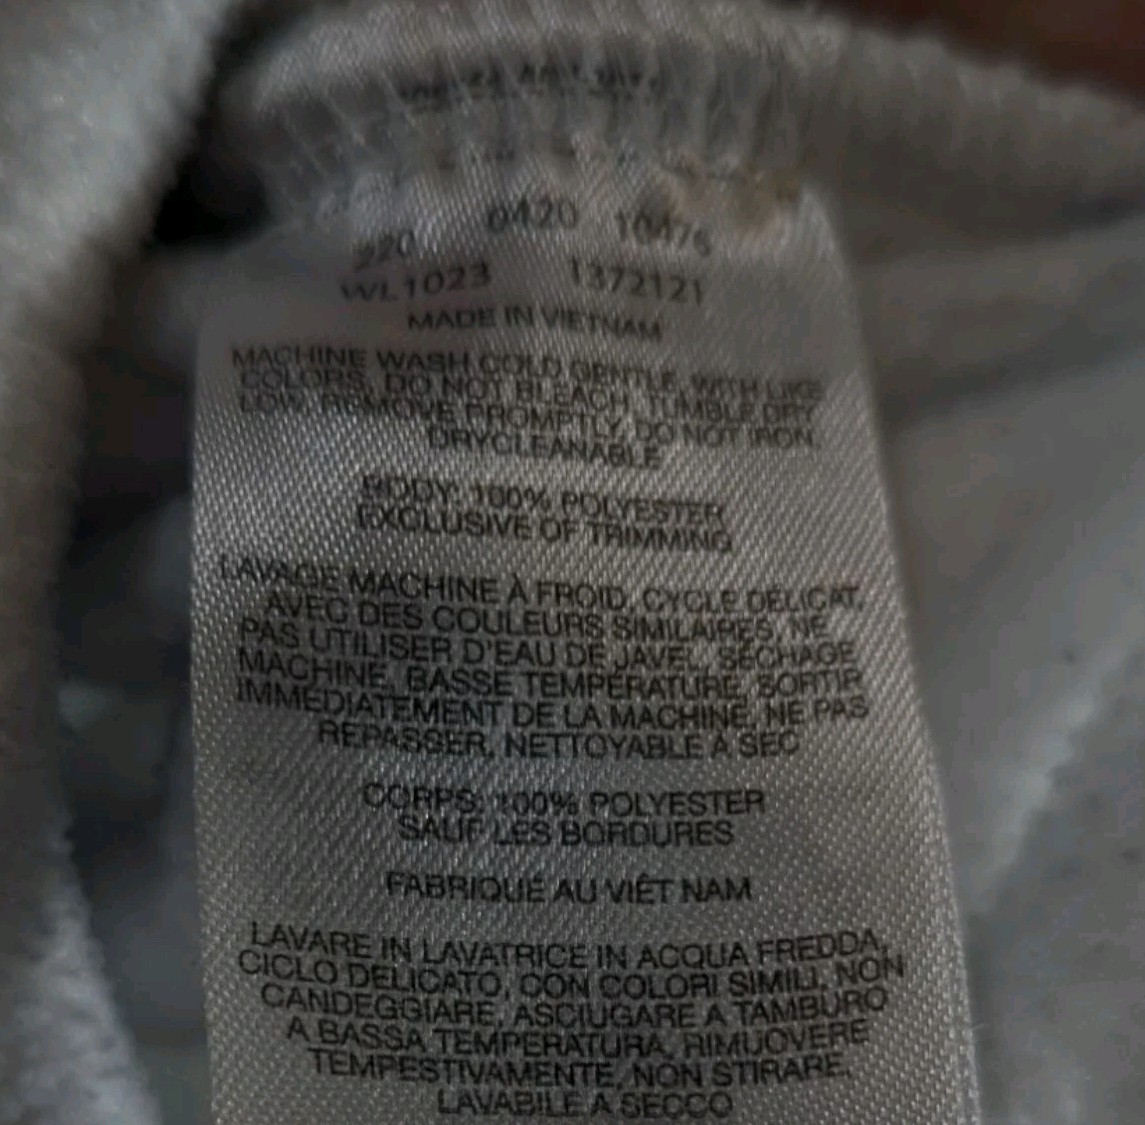 0420
WL1023 1372121
MADE IN VIETNAM
MACHINE WASH COLD GENTLE, WITH LIKE
COLORS, DO NOT BLEACH, TUMBLE DRY
LOW, REMOVE PROMPTLY, DO NOT IRON,
DRYCLEANABLE
BODY: 100% POLYESTER
EXCLUSIVE OF TRIMMING
LAVAGE MACHINE À FROID, CYCLE DÉLICAT,
AVEC DES COULEURS SIMILAIRES, NE
PAS UTILISER D'EAU DE JAVEL, SÉCHAGE
MACHINE, BASSE TEMPÉRATURE, SORTIR
IMMÉDIATEMENT DE LA MACHINE, NE PAS
REPASSER, NETTOYABLE À SEC
CORPS: 100% POLYESTER
SAUF LES BORDURES
FABRIQUÉ AU VIÊT NAM
LAVARE IN LAVATRICE IN ACQUA FREDDA,
CICLO DELICATO, CON COLORI SIMILI, NON
CANDEGGIARE, ASCIUGARE A TAMBURO
A BASSA TEMPERATURA, RIMUOVERE
TEMPESTIVAMENTE, NON STIRARE,
LAVABILE A SECCO